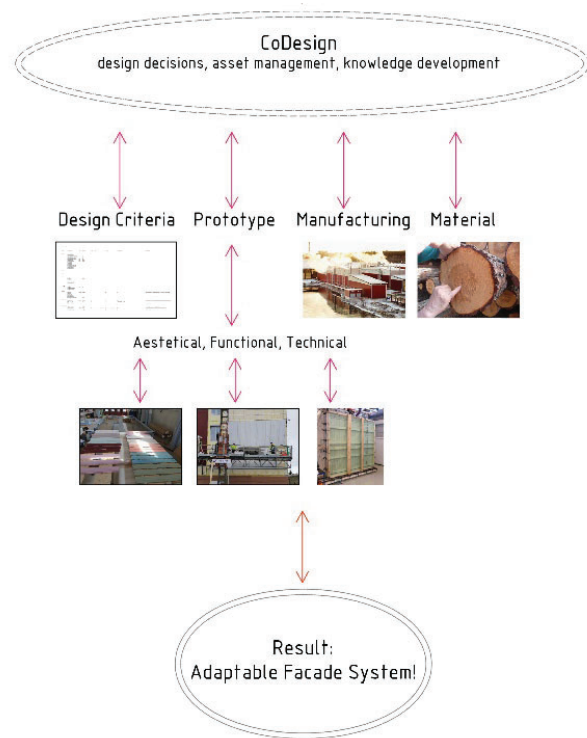 CoDesign
design decisions, asset management, knowledge development
Design Criteria Prototype Manufacturing Material
Aestetical, Functional, Technical
Result:
Adaptable Facade System!